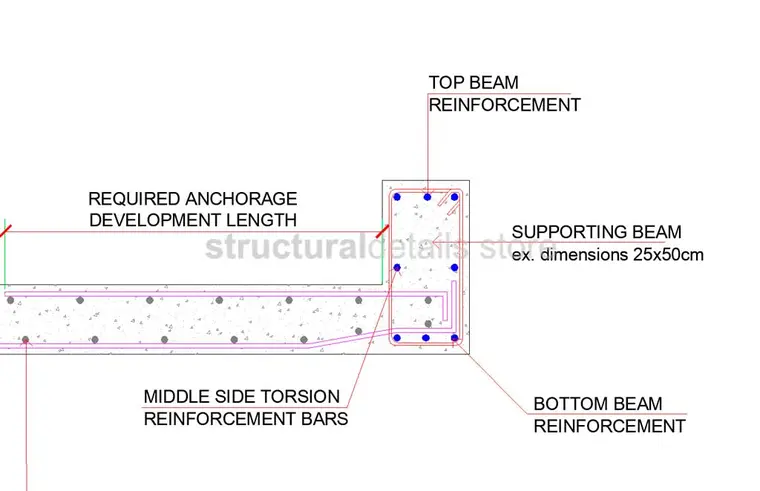 TOP BEAM
REINFORCEMENT
REQUIRED ANCHORAGE
DEVELOPMENT LENGTH
SUPPORTING BEAM
ex. dimensions 25x50cm
structuraldetails store
MIDDLE SIDE TORSION
REINFORCEMENT BARS
BOTTOM BEAM
REINFORCEMENT